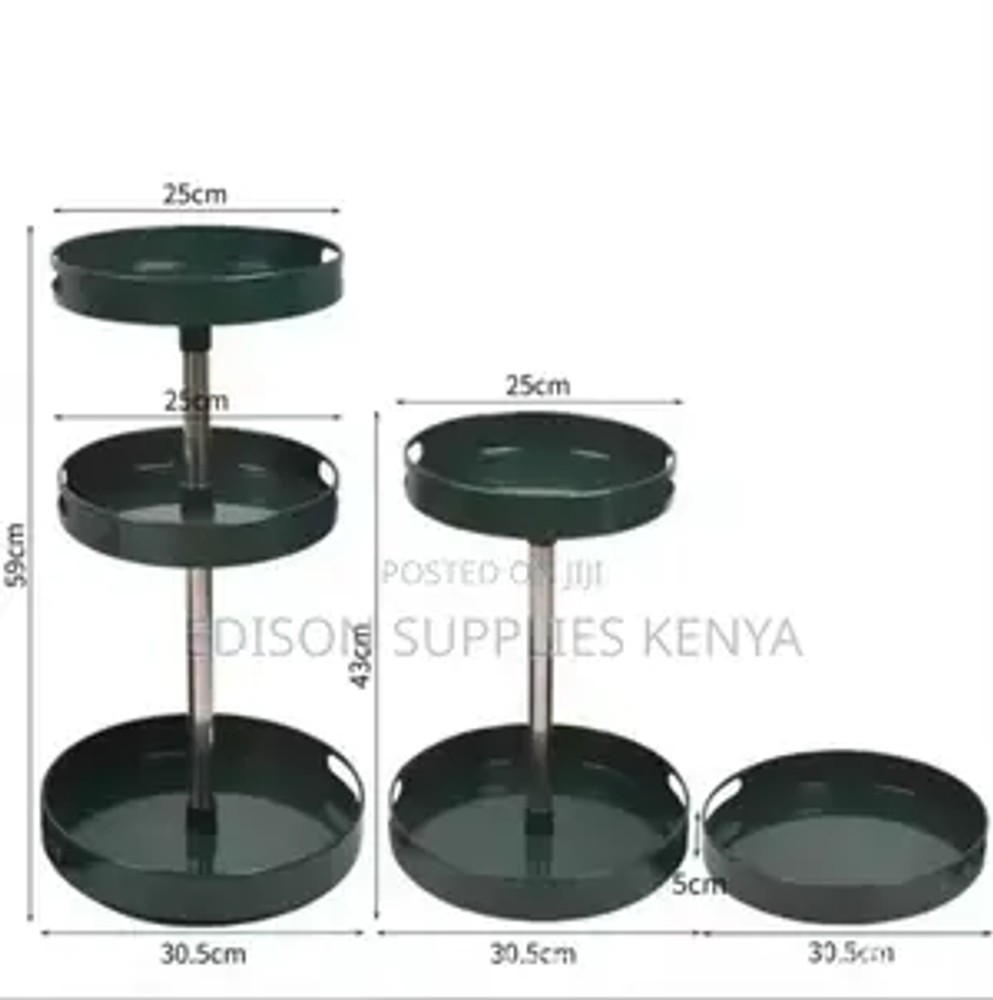 25cm
25cm
25cm
59cm
POSTED ON JIJI
EDISON SUPPLIES KENYA
43cm
5cm
30.5cm
30.5cm
30.5cm